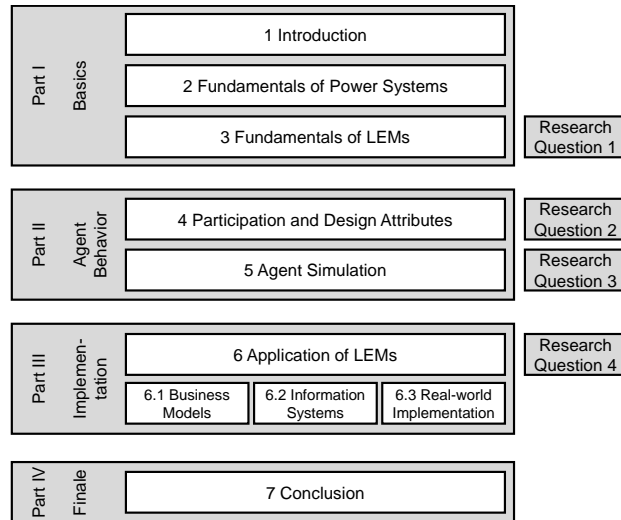 Part I
Basics
1 Introduction
2 Fundamentals of Power Systems
3 Fundamentals of LEMs
Research
Question 1
Part II
Agent
Behavior
4 Participation and Design Attributes
Research
Question 2
5 Agent Simulation
Research
Question 3
Part III
Implemen-
tation
6 Application of LEMs
Research
Question 4
6.1 Business
Models
6.2 Information
Systems
6.3 Real-world
Implementation
Part IV
Finale
7 Conclusion